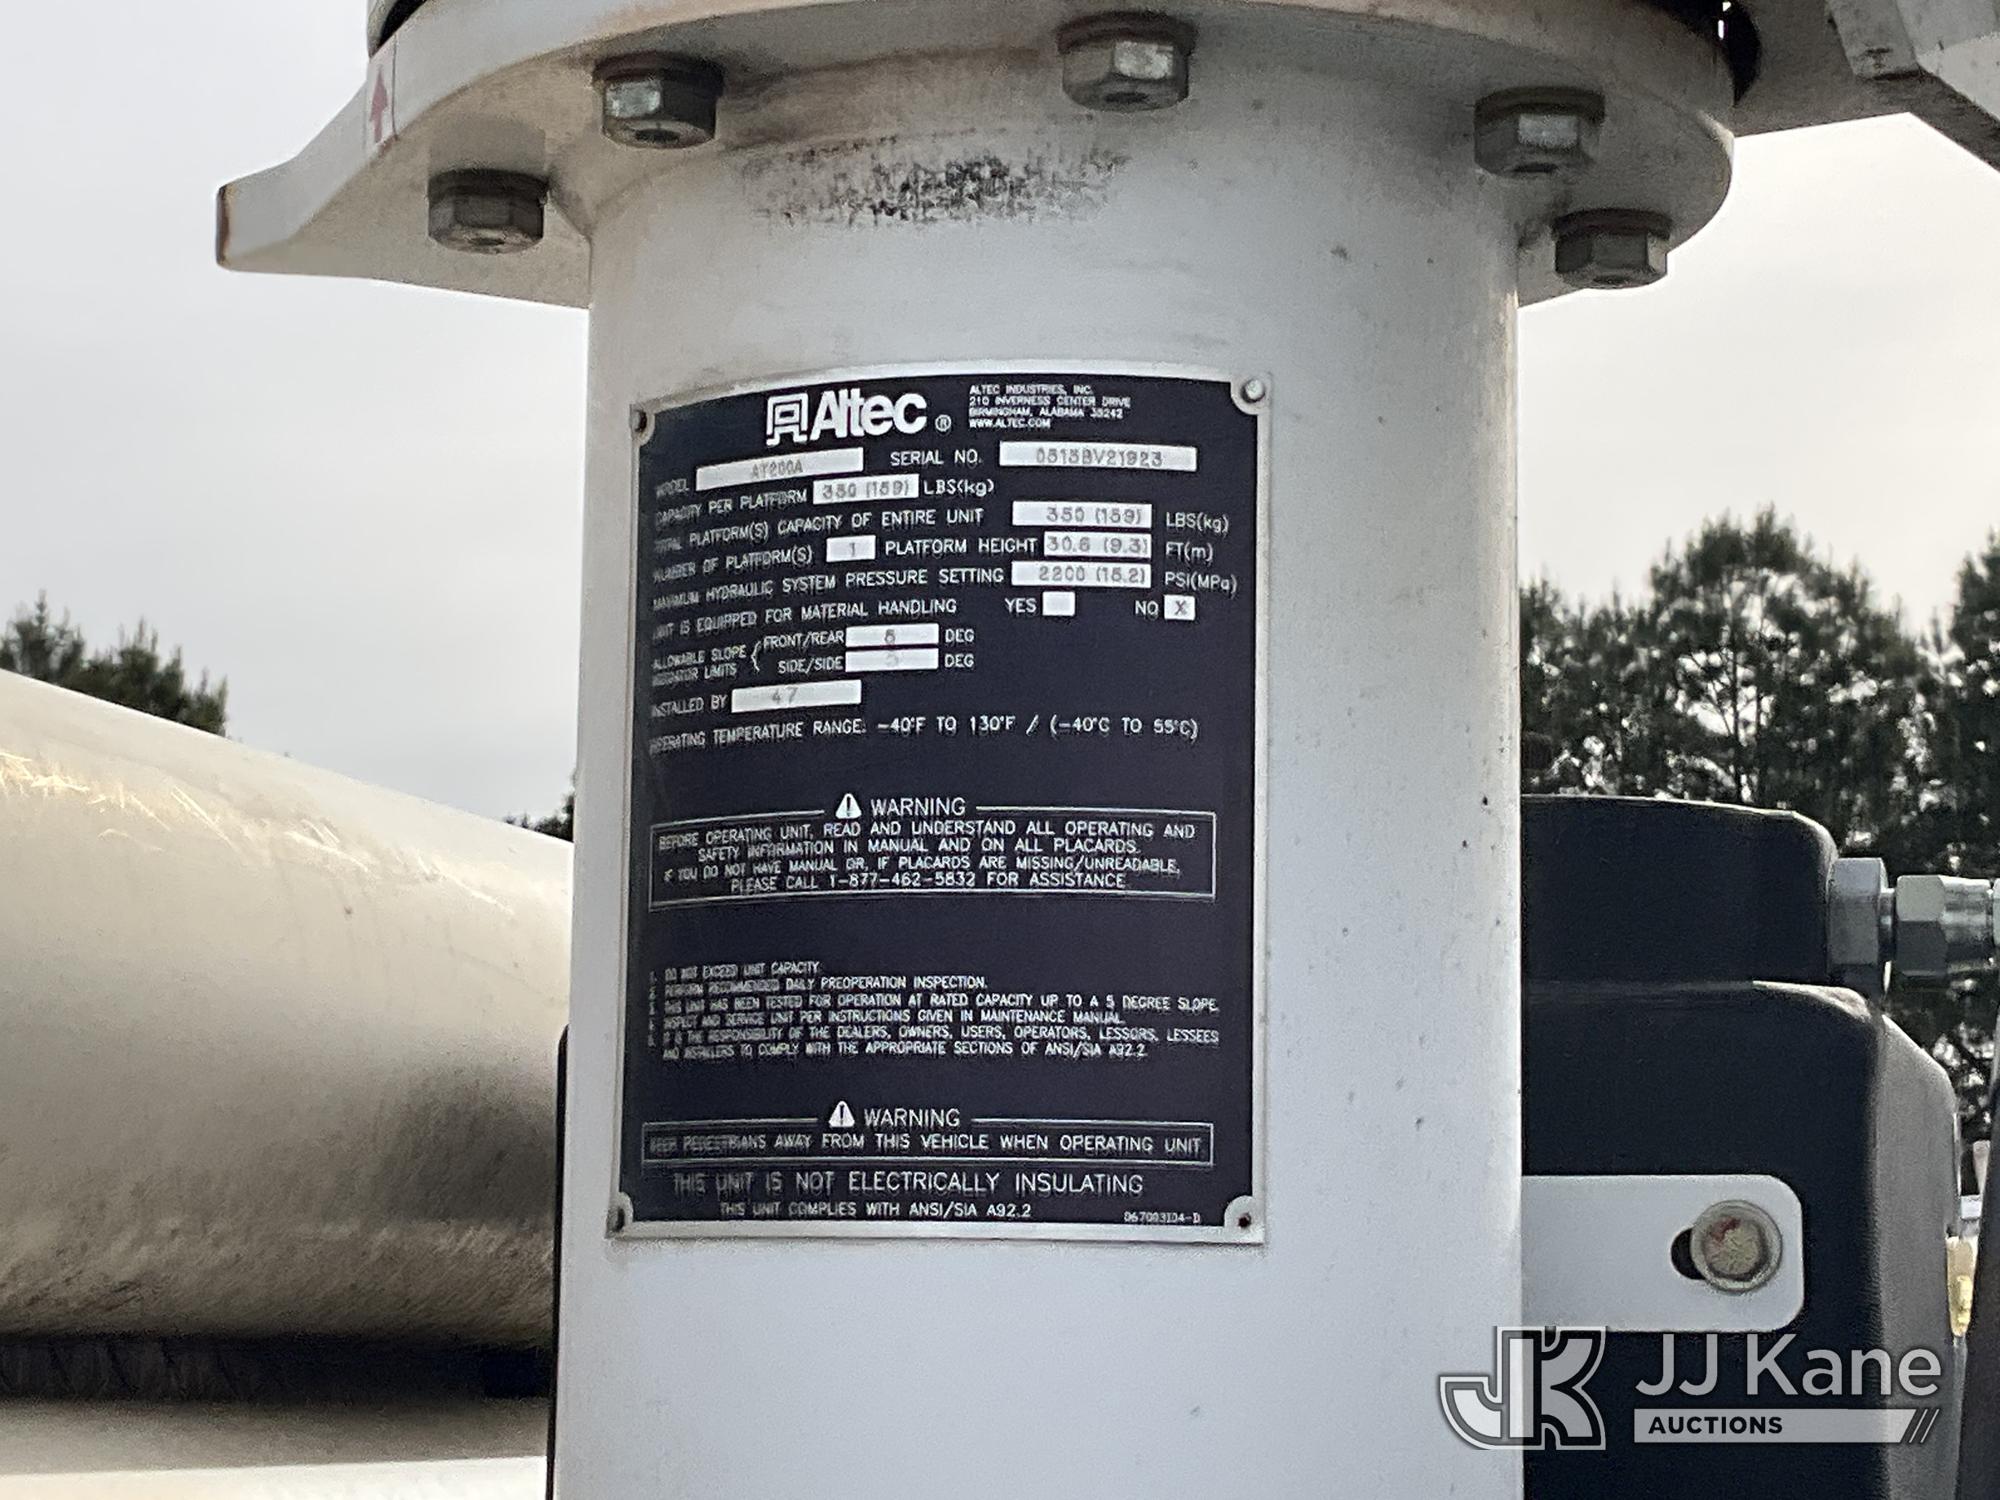 Altec ®
ALTEC INDUSTRIES, INC.
210 INVERNESS CENTER DRIVE
BIRMINGHAM, ALABAMA 35242
WWW.ALTEC.COM
MODEL AT200A SERIAL NO. 0515BV21923
CAPACITY PER PLATFORM 350 (159) LBS(kg)
TOTAL PLATFORM(S) CAPACITY OF ENTIRE UNIT 350 (159) LBS(kg)
NUMBER OF PLATFORM(S) 1 PLATFORM HEIGHT 30.6 (9.3) FT(m)
MAXIMUM HYDRAULIC SYSTEM PRESSURE SETTING 2200 (15.2) PSI(MPa)
UNIT IS EQUIPPED FOR MATERIAL HANDLING YES NO X
ALLOWABLE SLOPE INDICATOR LIMITS
FRONT/REAR 5 DEG
SIDE/SIDE 5 DEG
INSTALLED BY 47
OPERATING TEMPERATURE RANGE: -40°F TO 130°F / (-40°C TO 55°C)
WARNING
BEFORE OPERATING UNIT, READ AND UNDERSTAND ALL OPERATING AND
SAFETY INFORMATION IN MANUAL AND ON ALL PLACARDS.
IF YOU DO NOT HAVE MANUAL OR, IF PLACARDS ARE MISSING/UNREADABLE,
PLEASE CALL 1-877-462-5832 FOR ASSISTANCE
1. DO NOT EXCEED UNIT CAPACITY.
2. PERFORM RECOMMENDED DAILY PREOPERATION INSPECTION.
3. THIS UNIT HAS BEEN TESTED FOR OPERATION AT RATED CAPACITY UP TO A 5 DEGREE SLOPE.
4. INSPECT AND SERVICE UNIT PER INSTRUCTIONS GIVEN IN MAINTENANCE MANUAL.
5. IT IS THE RESPONSIBILITY OF THE DEALERS, OWNERS, USERS, OPERATORS, LESSORS, LESSEES
AND INSTALLERS TO COMPLY WITH THE APPROPRIATE SECTIONS OF ANSI/SIA A92.2
WARNING
KEEP PEDESTRIANS AWAY FROM THIS VEHICLE WHEN OPERATING UNIT
THIS UNIT IS NOT ELECTRICALLY INSULATING
THIS UNIT COMPLIES WITH ANSI/SIA A92.2
067003104-D
JK JJ Kane
AUCTIONS